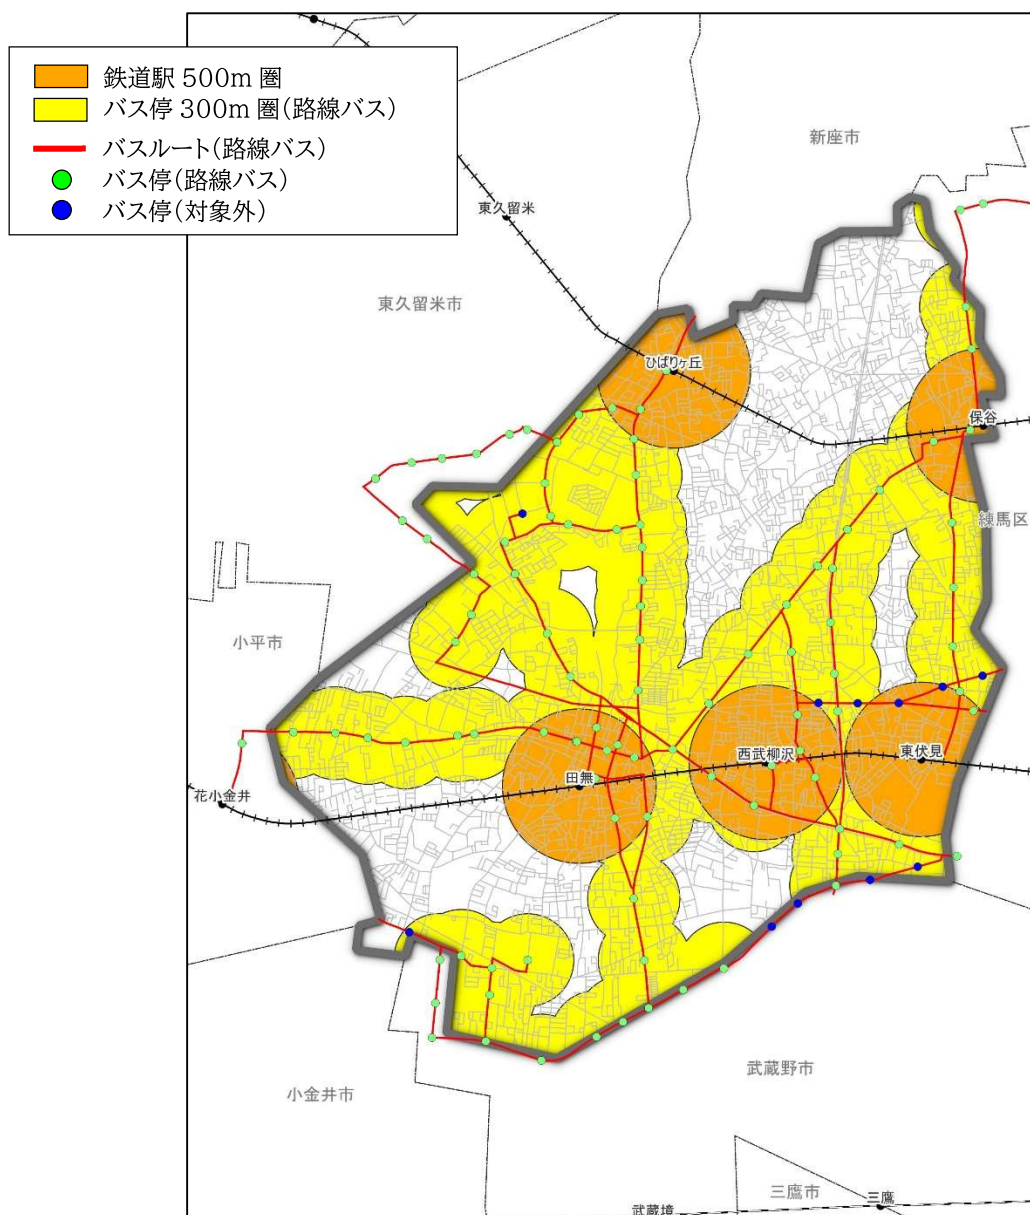 鉄道駅 500m 圏
バス停 300m 圏(路線バス)
バスルート(路線バス)
バス停(路線バス)
バス停(対象外)
新座市
東久留米
東久留米市
ひばりヶ丘
保谷
練馬区
小平市
西武柳沢
東伏見
田無
花小金井
武蔵野市
小金井市
三鷹市
三鷹
武蔵境